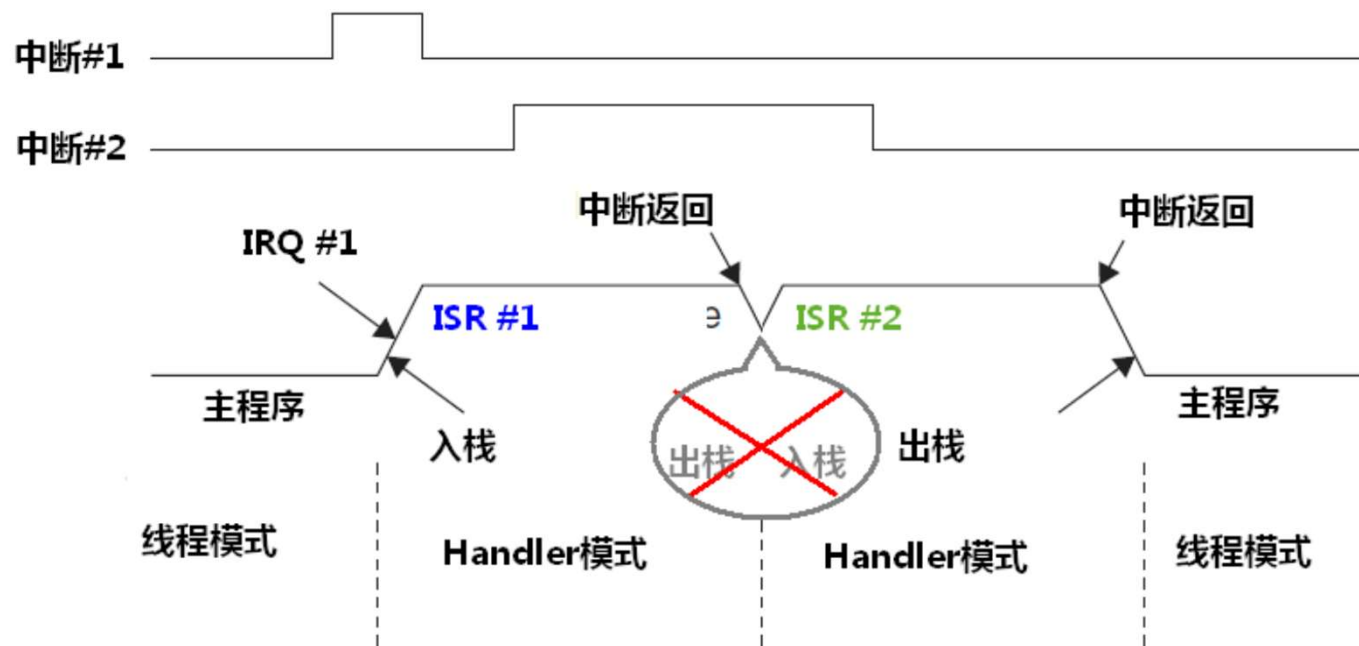 中断#1
中断#2
中断返回
中断返回
IRQ #1
ISR #1
e
ISR #2
主程序
主程序
入栈
出栈 入栈
出栈
线程模式
Handler模式
Handler模式
线程模式